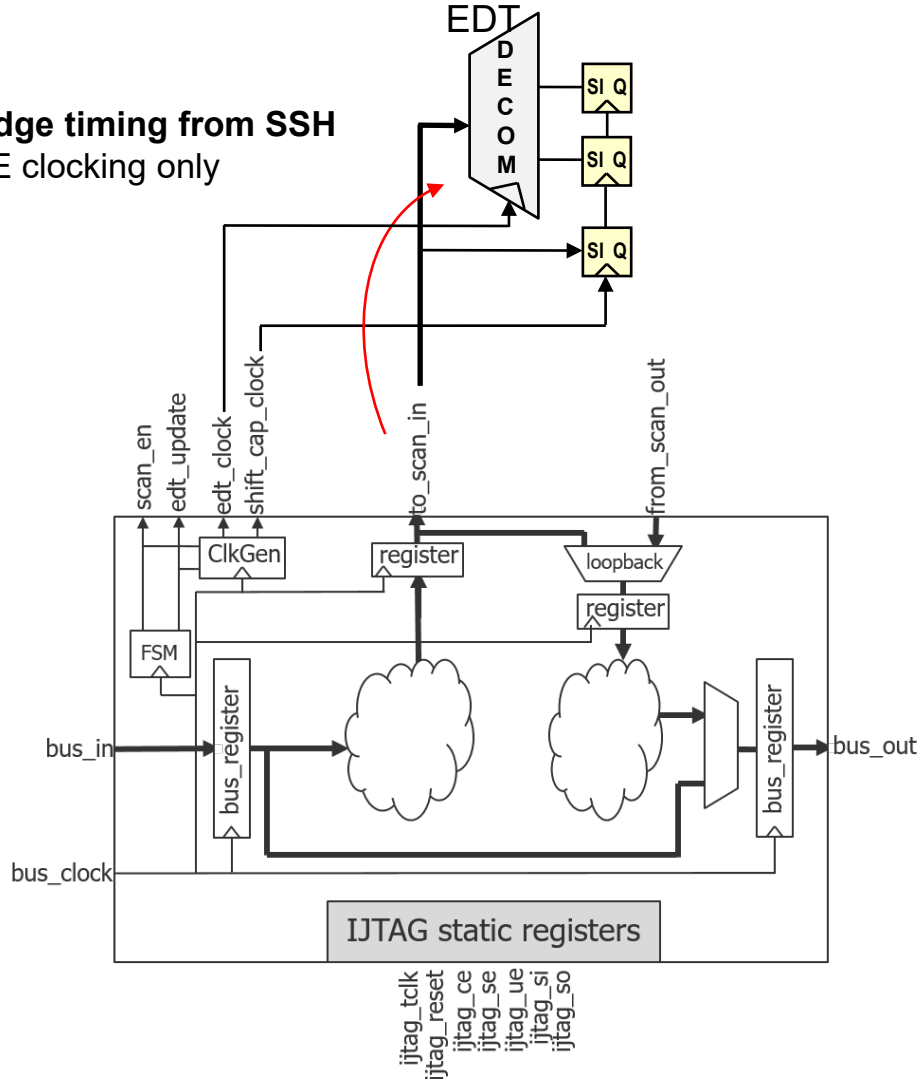 EDT
DECOM
SI Q
dge timing from SSH
E clocking only
SI Q
SI Q
scan_en
edt_update
edt_clock
shift_cap_clock
to_scan_in
from_scan_out
ClkGen
register
loopback
register
FSM
bus_register
bus_register
bus_in
bus_out
bus_clock
IJTAG static registers
ijtag_tclk
ijtag_reset
ijtag_ce
ijtag_se
ijtag_ue
ijtag_si
ijtag_so